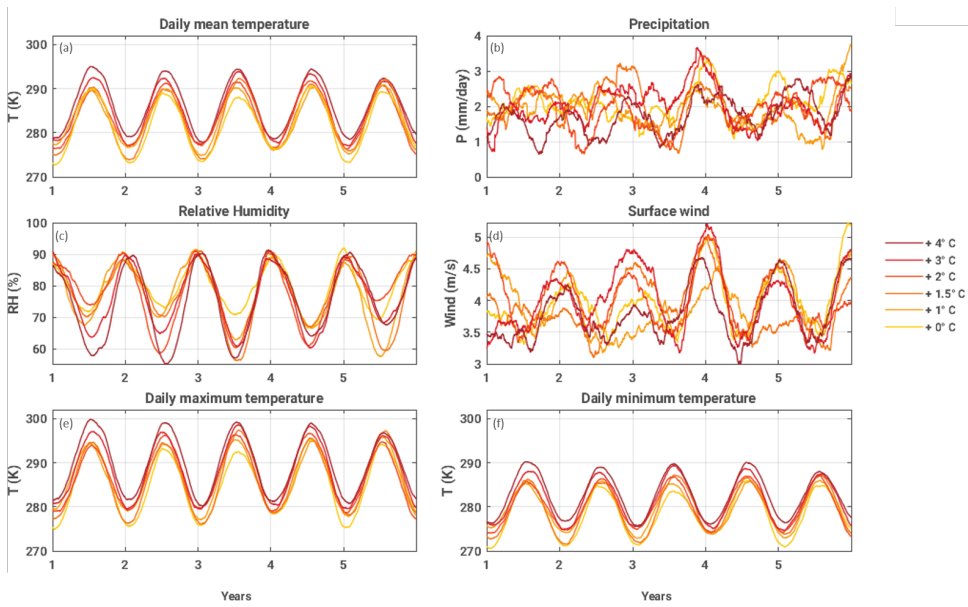 Daily mean temperature
(a)
T (K)
300
290
280
270
1 2 3 4 5
Precipitation
(b)
P (mm/day)
4
3
2
1
0
1 2 3 4 5
Relative Humidity
(c)
RH (%)
100
90
80
70
60
1 2 3 4 5
Surface wind
(d)
Wind (m/s)
5
4.5
4
3.5
3
1 2 3 4 5
+ 4° C
+ 3° C
+ 2° C
+ 1.5° C
+ 1° C
+ 0° C
Daily maximum temperature
(e)
T (K)
300
290
280
270
1 2 3 4 5
Years
Daily minimum temperature
(f)
T (K)
300
290
280
270
1 2 3 4 5
Years